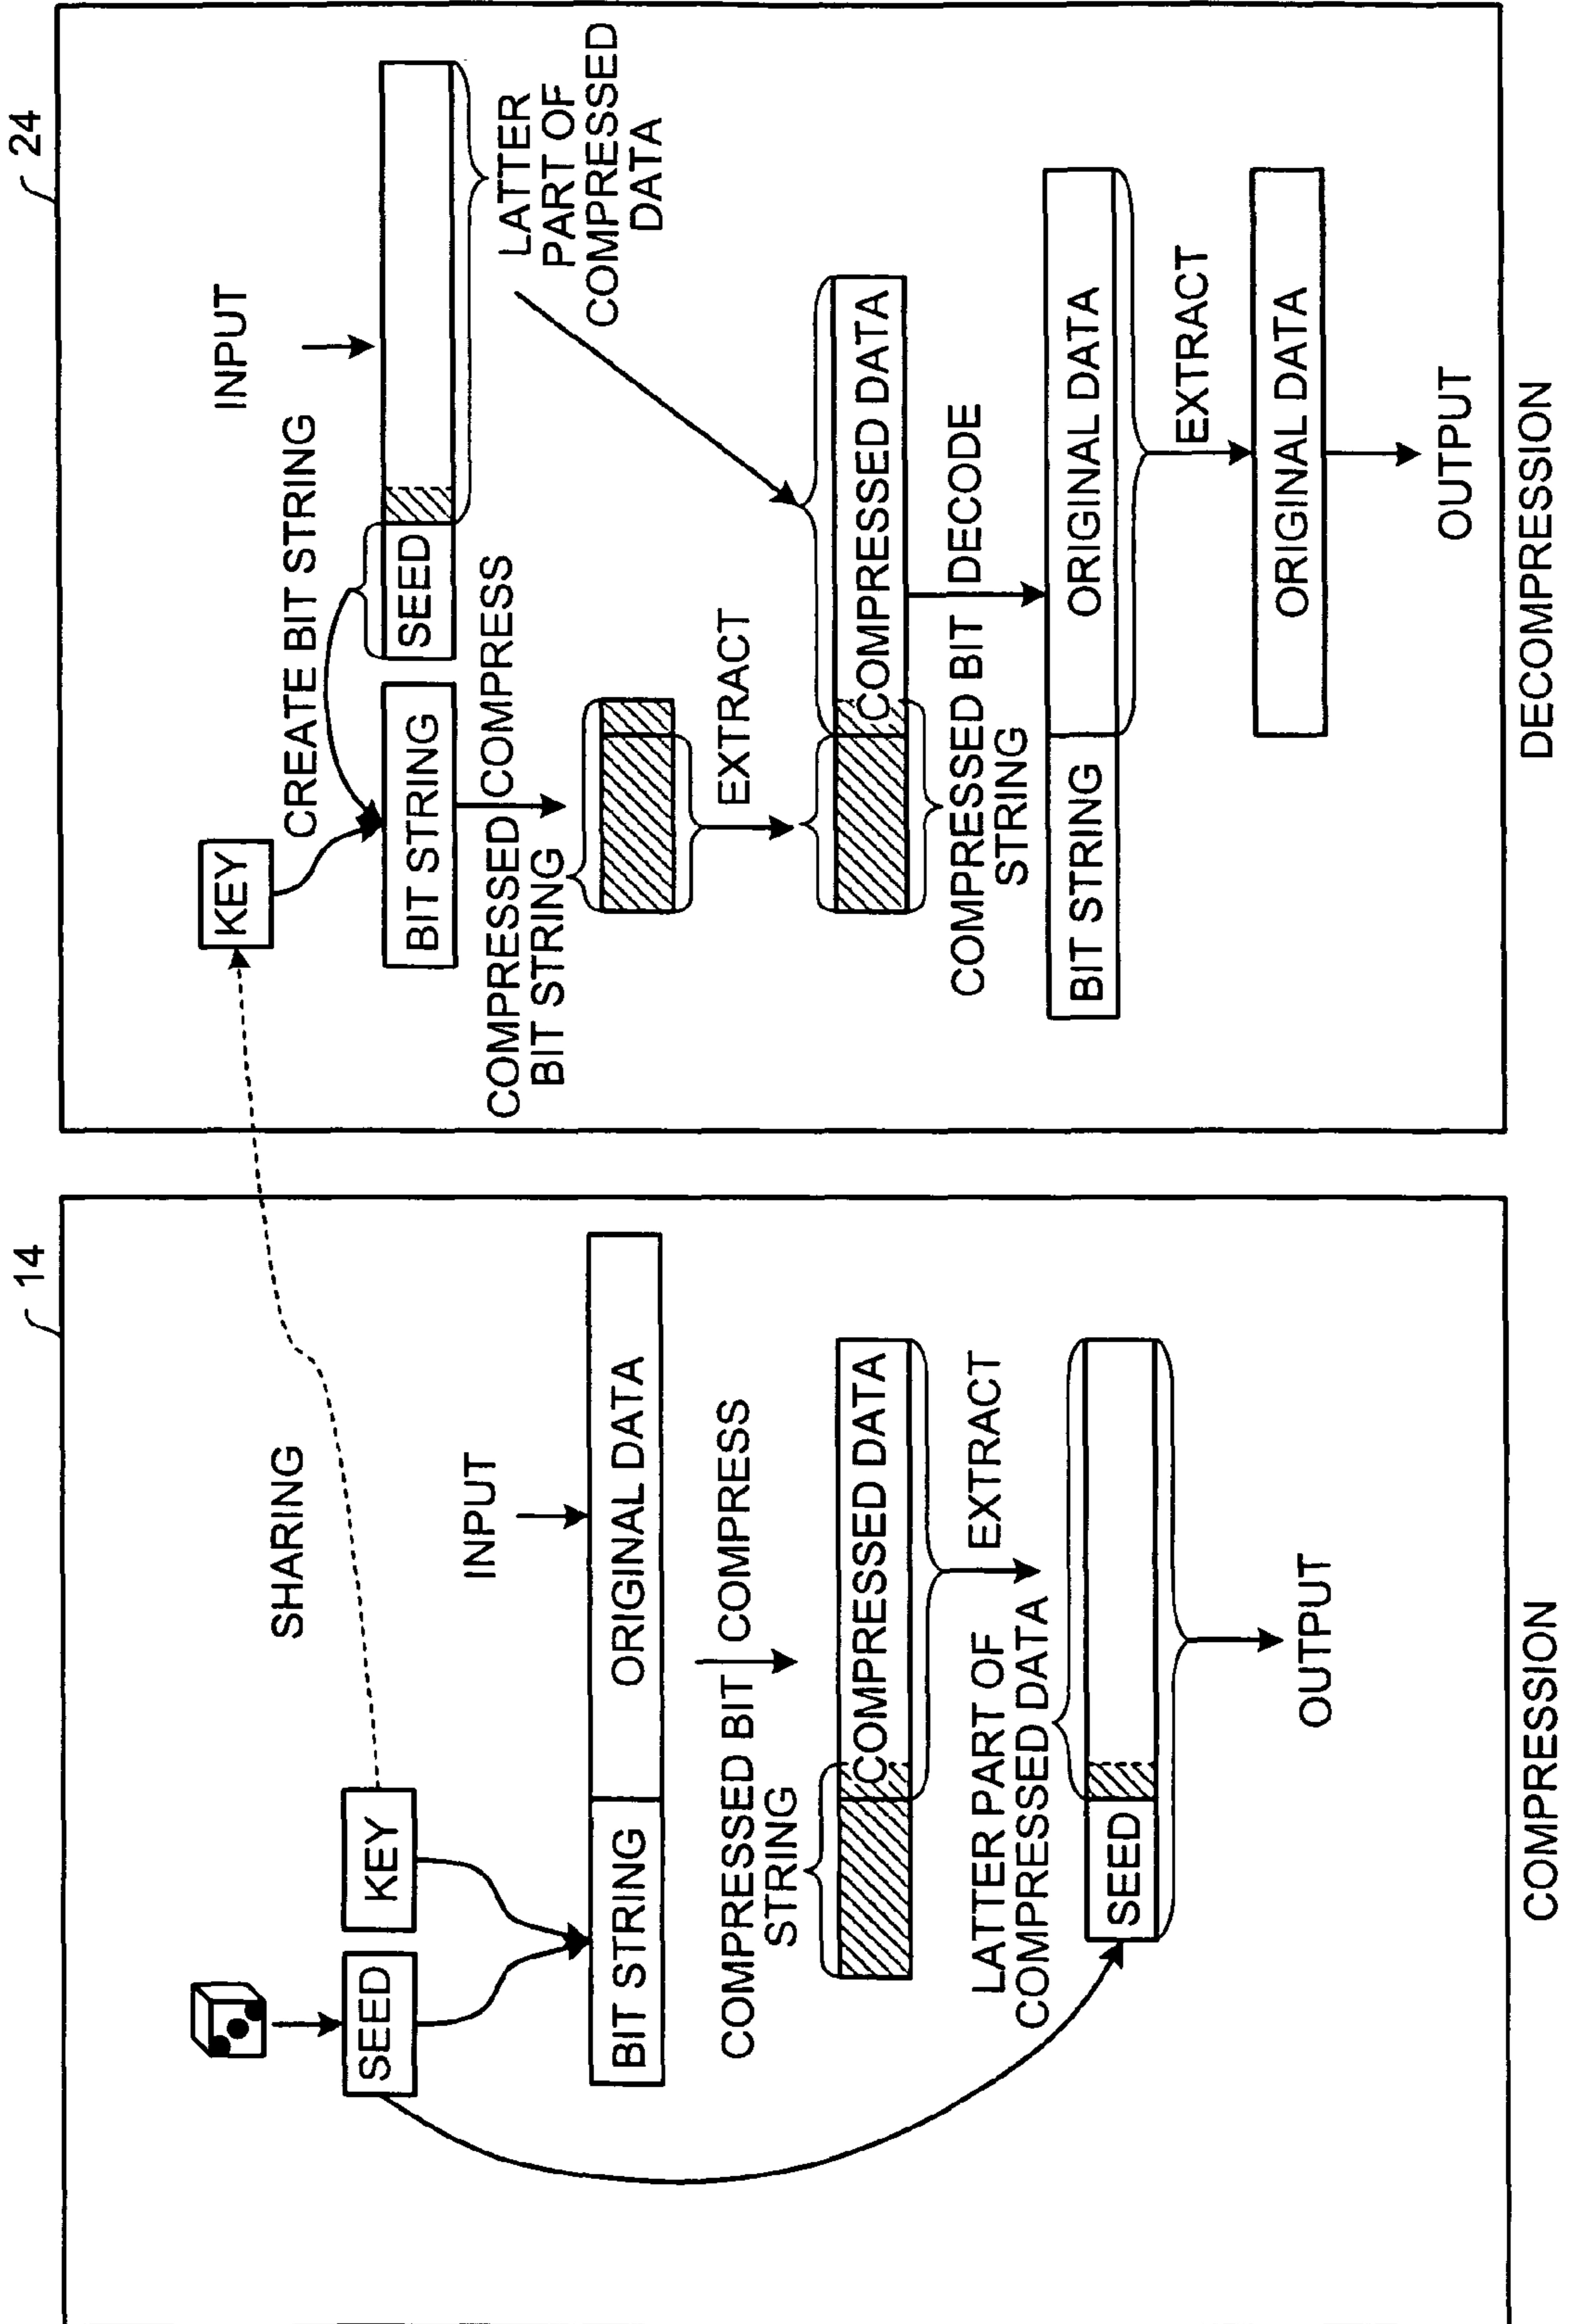 14
SHARING
SEED
KEY
INPUT
BIT STRING
ORIGINAL DATA
COMPRESSED BIT
STRING
COMPRESS
COMPRESSED DATA
LATTER PART OF
COMPRESSED DATA
EXTRACT
SEED
OUTPUT
COMPRESSION
24
KEY
CREATE BIT STRING
INPUT
BIT STRING
SEED
COMPRESSED
BIT STRING
COMPRESS
LATTER
PART OF
COMPRESSED
DATA
EXTRACT
COMPRESSED DATA
COMPRESSED BIT
STRING
DECODE
BIT STRING
ORIGINAL DATA
EXTRACT
ORIGINAL DATA
OUTPUT
DECOMPRESSION